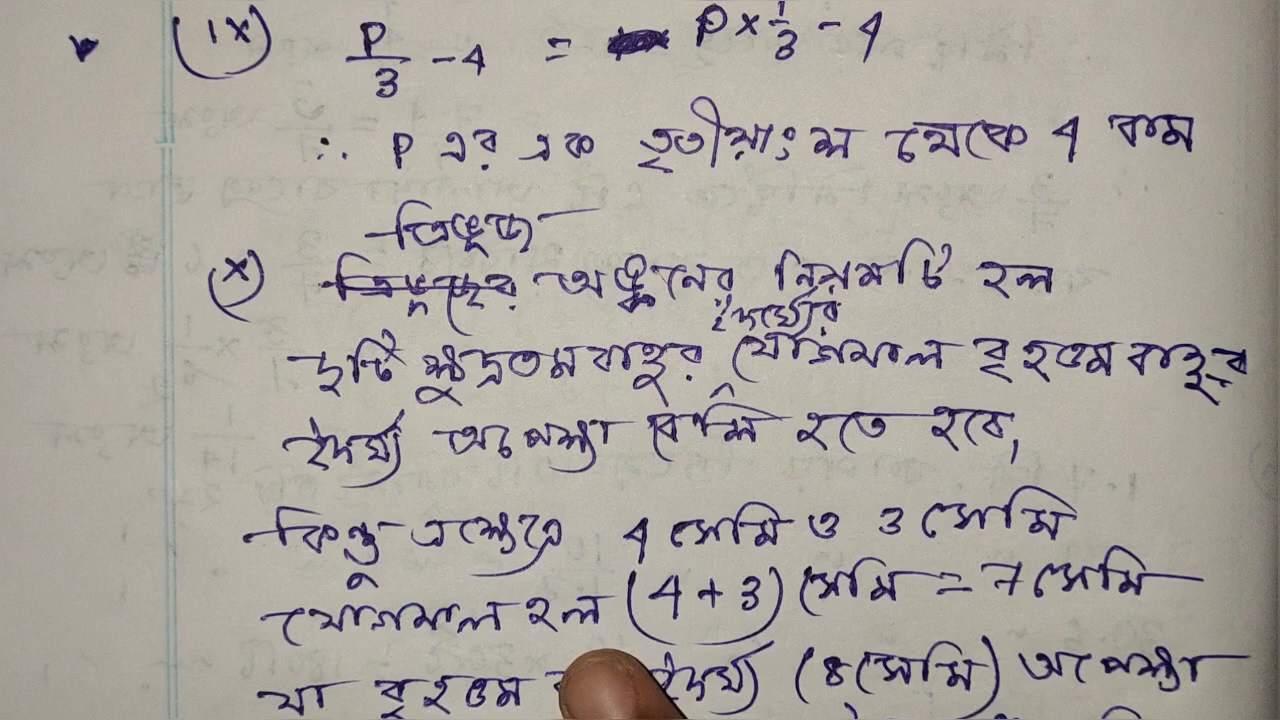 (ix) P/3 - 4 = P × 1/3 - 4
∴ P এর এক তৃতীয়াংশ থেকে 4 কম
ত্রিভুজ
(x) ত্রিভুজের অঙ্কনের নিয়মটি হল
দৈর্ঘ্যের
দুটি ক্ষুদ্রতম বাহুর যোগফল বৃহত্তম বাহুর
দৈর্ঘ্য অপেক্ষা বেশি হতে হবে,
কিন্তু এক্ষেত্রে 4 সেমি ও 3 সেমি
যোগফল হল (4 + 3) সেমি = 7 সেমি
যা বৃহত্তম দৈর্ঘ্য (8 সেমি) অপেক্ষা